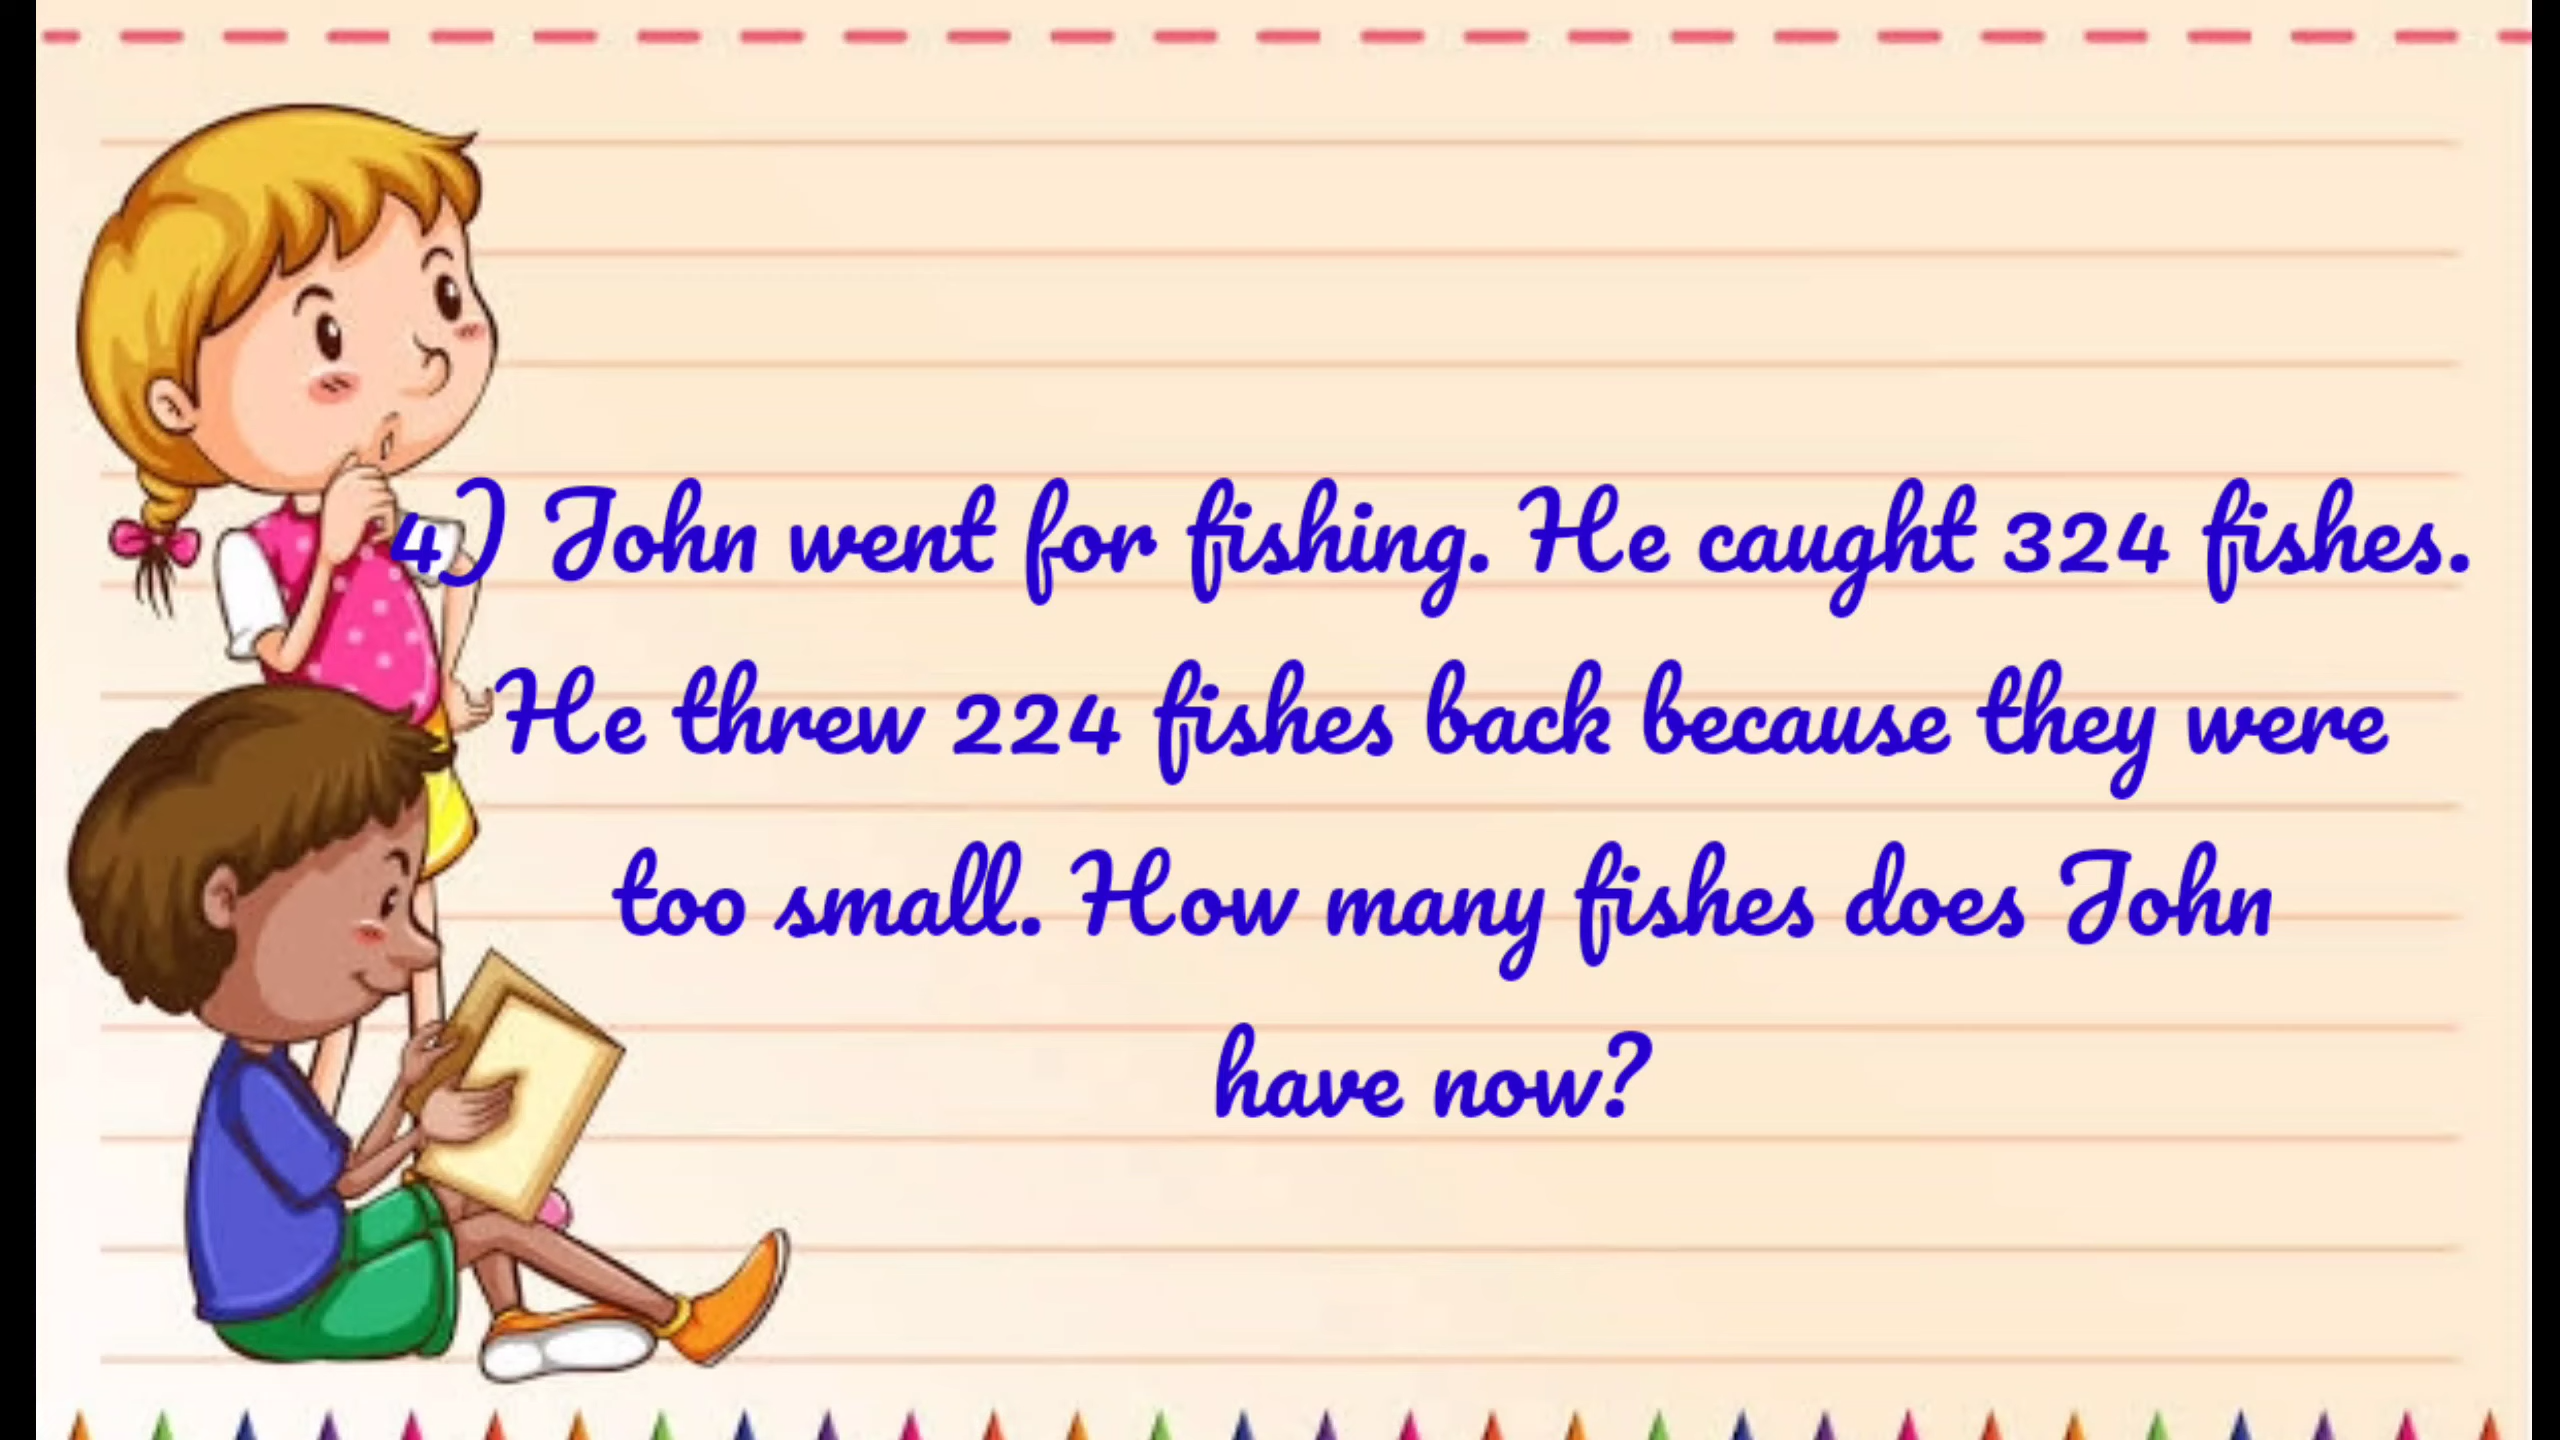 4) John went for fishing. He caught 324 fishes.
He threw 224 fishes back because they were
too small. How many fishes does John
have now?